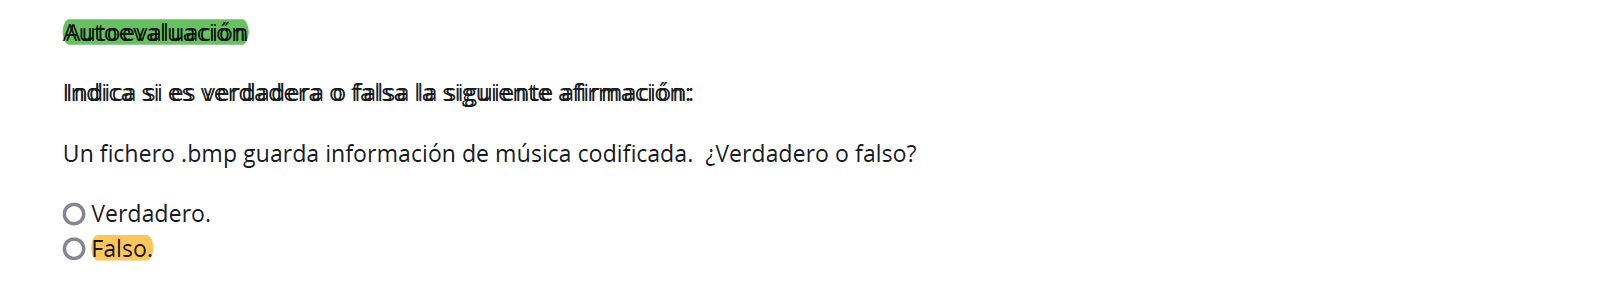 Autoevaluación
Indica si es verdadera o falsa la siguiente afirmación:
Un fichero .bmp guarda información de música codificada.  ¿Verdadero o falso?
Verdadero.
Falso.